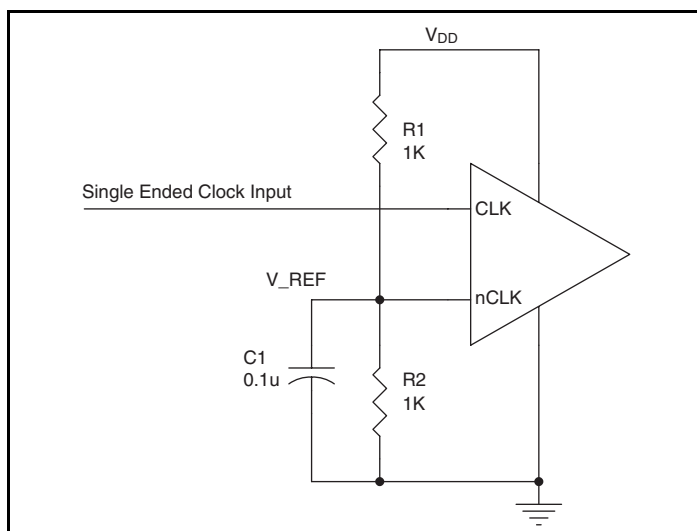 VDD
R1
1K
Single Ended Clock Input
CLK
V_REF
nCLK
C1
0.1u
R2
1K